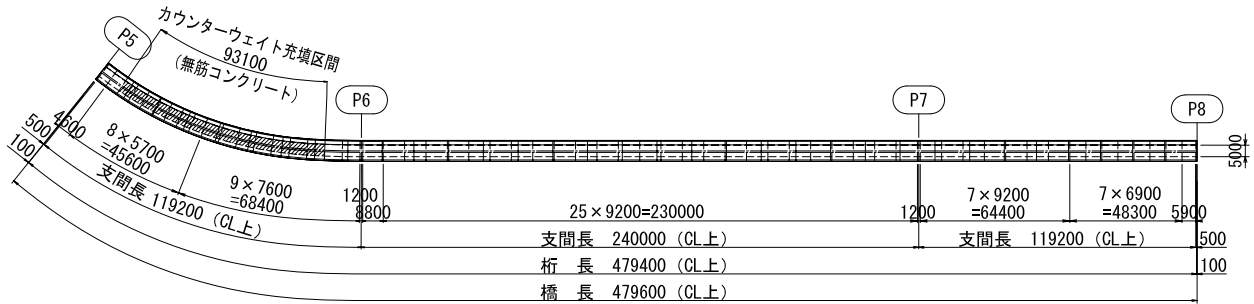 カウンターウェイト充填区間
93100
(無筋コンクリート)
P5
P6
P7
P8
500
100
4600
8×5700
=45600
支間長 119200 (CL上)
9×7600
=68400
1200
8800
25×9200=230000
1200
7×9200
=64400
7×6900
=48300
5900
5000
支間長 240000 (CL上)
支間長 119200 (CL上)
500
桁 長 479400 (CL上)
100
橋 長 479600 (CL上)